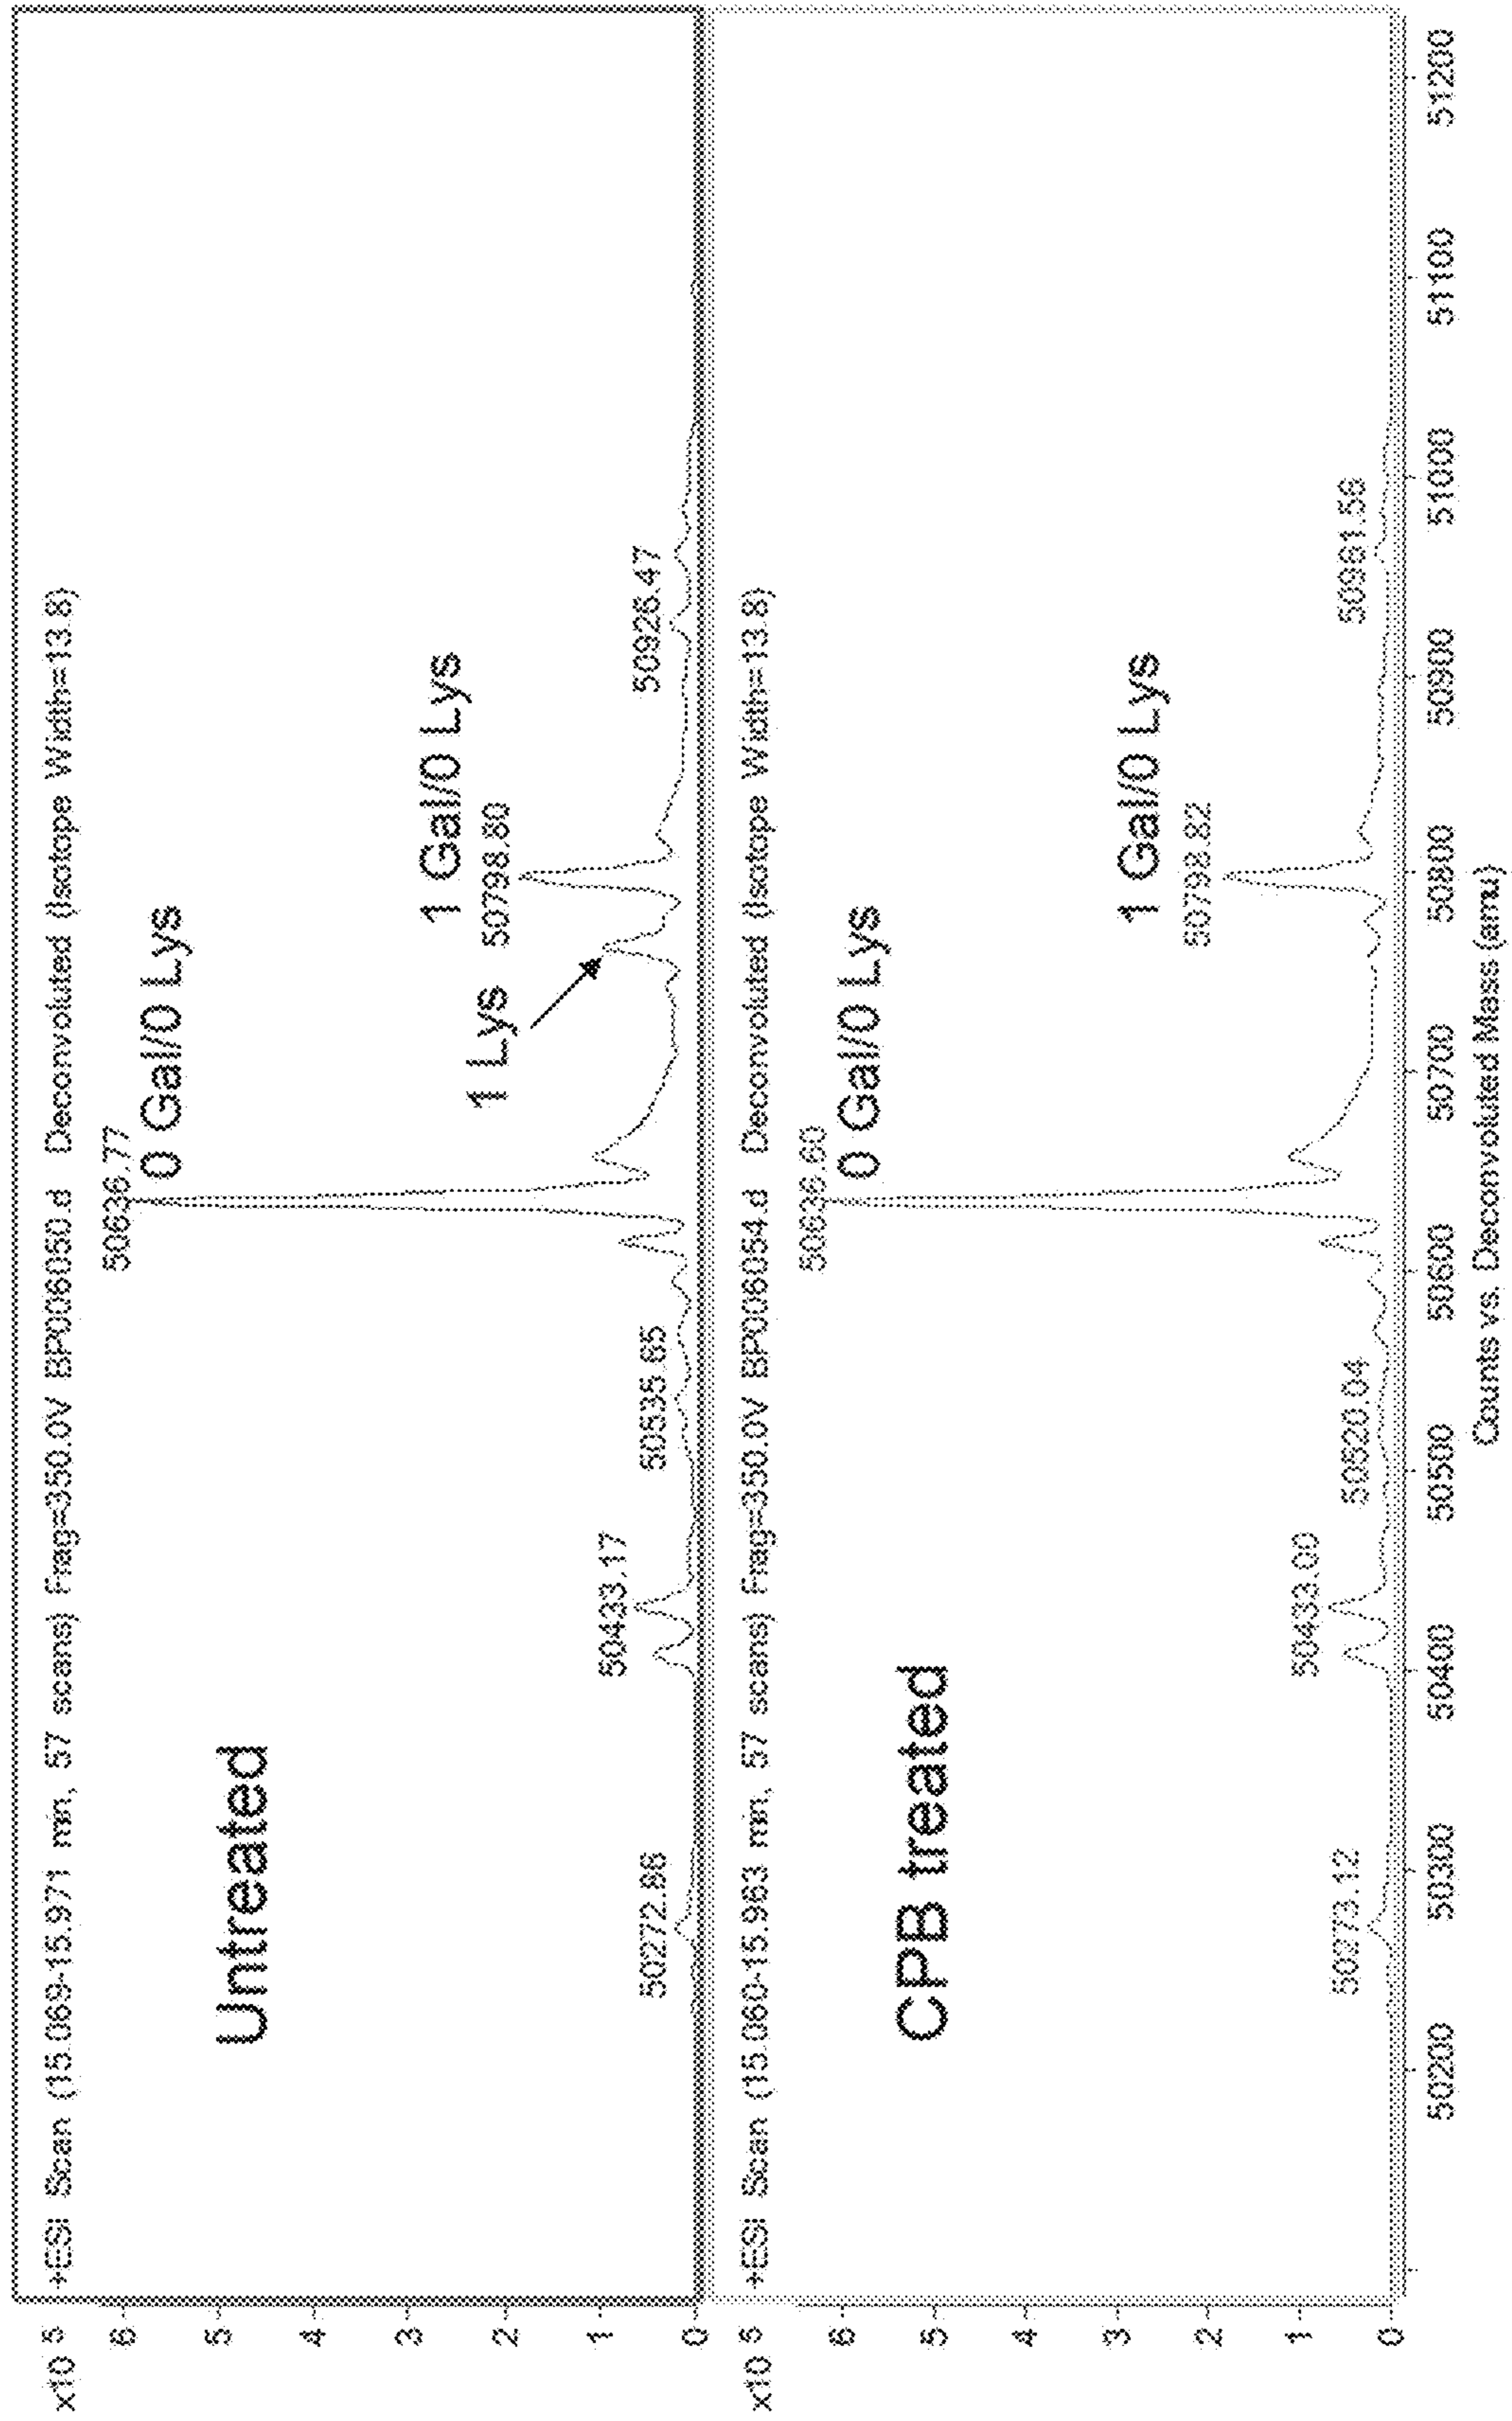 +ESI Scan (15.069-15.971 min, 57 scans) Frag=350.0V BP006050.d Deconvoluted (Isotope Width=13.8)
x10 5
6
5
4
3
2
1
0
Untreated
50636.77
0 Gal/0 Lys
1 Gal/0 Lys
50798.80
1 Lys
50272.86
50433.17
50535.65
50926.47
+ESI Scan (15.060-15.963 min, 57 scans) Frag=350.0V BP006054.d Deconvoluted (Isotope Width=13.8)
x10 5
6
5
4
3
2
1
0
CPB treated
50636.60
0 Gal/0 Lys
1 Gal/0 Lys
50798.82
50273.12
50433.00
50520.04
50200 50300 50400 50500 50600 50700 50800 50900 51000 51100 51200
Counts vs. Deconvoluted Mass (amu)